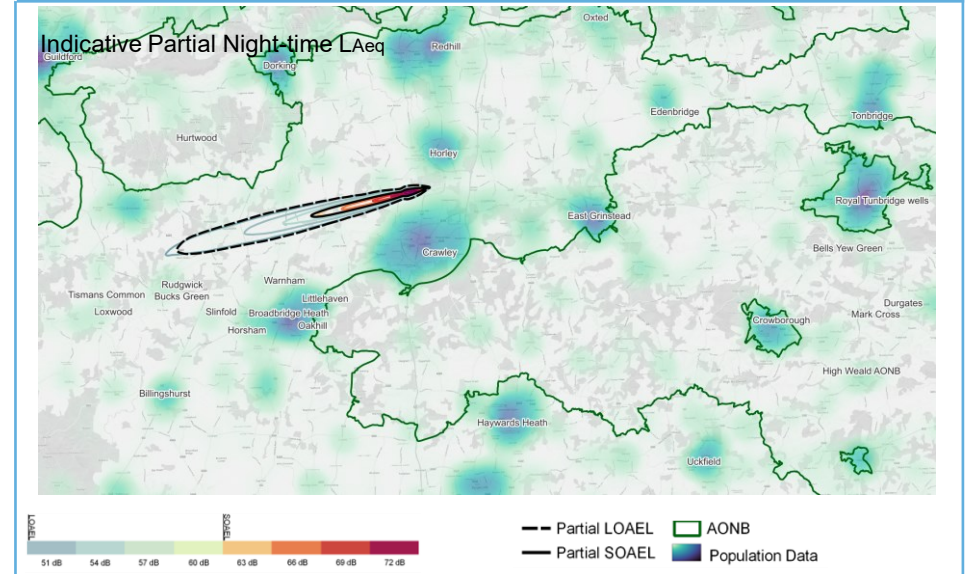 Indicative Partial Night-time LAeq
Oxted
Redhill
Guildford
Dorking
Edenbridge
Tonbridge
Hurtwood
Horley
Royal Tunbridge wells
East Grinstead
Crawley
Bells Yew Green
Warnham
Rudgwick
Tismans Common
Bucks Green
Littlehaven
Durgates
Loxwood
Slinfold
Broadbridge Heath
Mark Cross
Crowborough
Horsham
Oakhill
High Weald AONB
Billingshurst
Haywards Heath
Uckfield
LOAEL
SOAEL
51 dB 54 dB 57 dB 60 dB 63 dB 66 dB 69 dB 72 dB
Partial LOAEL
AONB
Partial SOAEL
Population Data